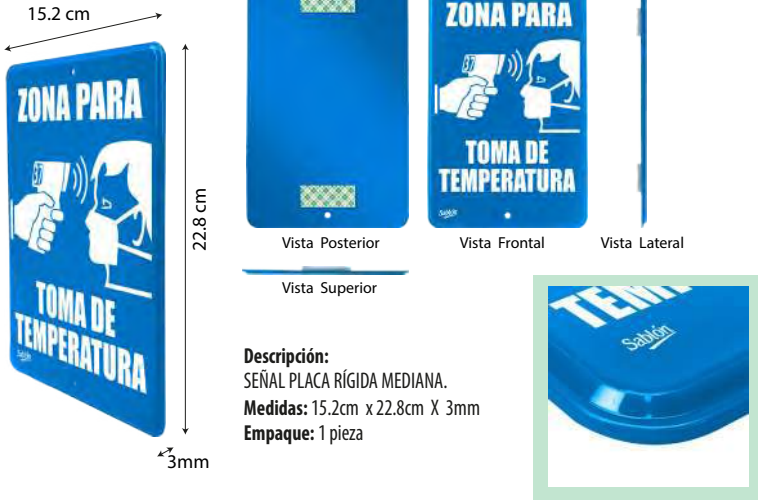 15.2 cm
ZONA PARA
37
TOMA DE
TEMPERATURA
Sablón
22.8 cm
3mm
Vista Posterior
ZONA PARA
TOMA DE
TEMPERATURA
Sablón
Vista Frontal
Vista Lateral
Vista Superior
Descripción:
SEÑAL PLACA RÍGIDA MEDIANA.
Medidas: 15.2cm x 22.8cm X 3mm
Empaque: 1 pieza
TEM
Sablón